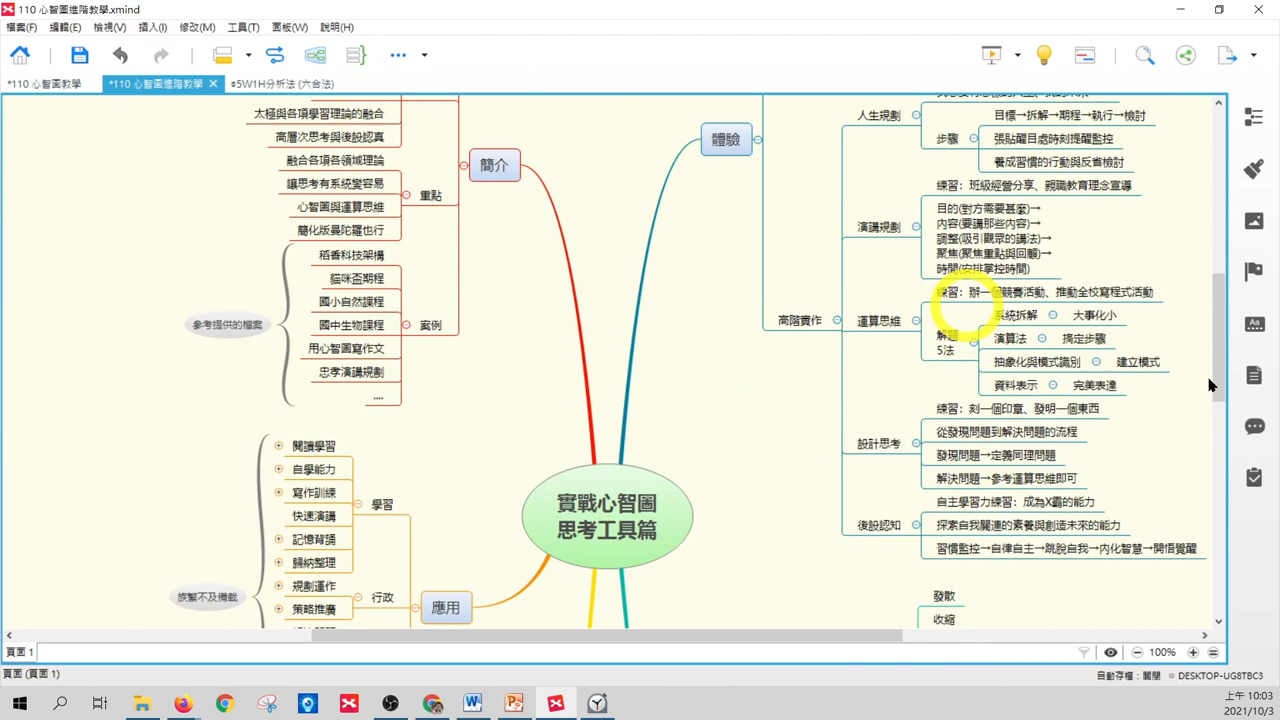 110 心智圖進階教學.xmind
檔案(F) 編輯(E) 檢視(V) 插入(I) 修改(M) 工具(T) 面板(W) 說明(H)
*110 心智圖教學
*110 心智圖進階教學
5W1H分析法 (六合法)
太極與各項學習理論的融合
高層次思考與後設認真
融合各項各領域理論
讓思考有系統變容易
心智圖與運算思維
簡化版曼陀羅也行
重點
簡介
稻香科技架構
貓咪盃期程
國小自然課程
國中生物課程
用心智圖寫作文
忠孝演講規劃
....
案例
參考提供的檔案
閱讀學習
自學能力
寫作訓練
快速演講
記憶背誦
歸納整理
學習
規劃運作
策略推廣
行政
族繁不及備載
應用
實戰心智圖
思考工具篇
體驗
高階實作
人生規劃
目標→拆解→期程→執行→檢討
步驟
張貼醒目處時刻提醒監控
養成習慣的行動與反省檢討
演講規劃
練習：班級經營分享、親職教育理念宣導
目的(對方需要甚麼)→
內容(要講那些內容)→
調整(吸引觀眾的講法)→
聚焦(聚焦重點與回顧)→
時間(安排掌控時間)
運算思維
練習：辦一個競賽活動、推動全校寫程式活動
解題
5法
系統拆解
大事化小
演算法
搞定步驟
抽象化與模式識別
建立模式
資料表示
完美表達
設計思考
練習：刻一個印章、發明一個東西
從發現問題到解決問題的流程
發現問題→定義同理問題
解決問題→參考運算思維即可
後設認知
自主學習力練習：成為X霸的能力
探索自我關連的素養與創造未來的能力
習慣監控→自律自主→跳脫自我→內化智慧→開悟覺醒
發散
收縮
頁面 1
100%
頁面 (頁面 1)
自動存檔：關閉
DESKTOP-UG8TBC3
上午 10:03
2021/10/3